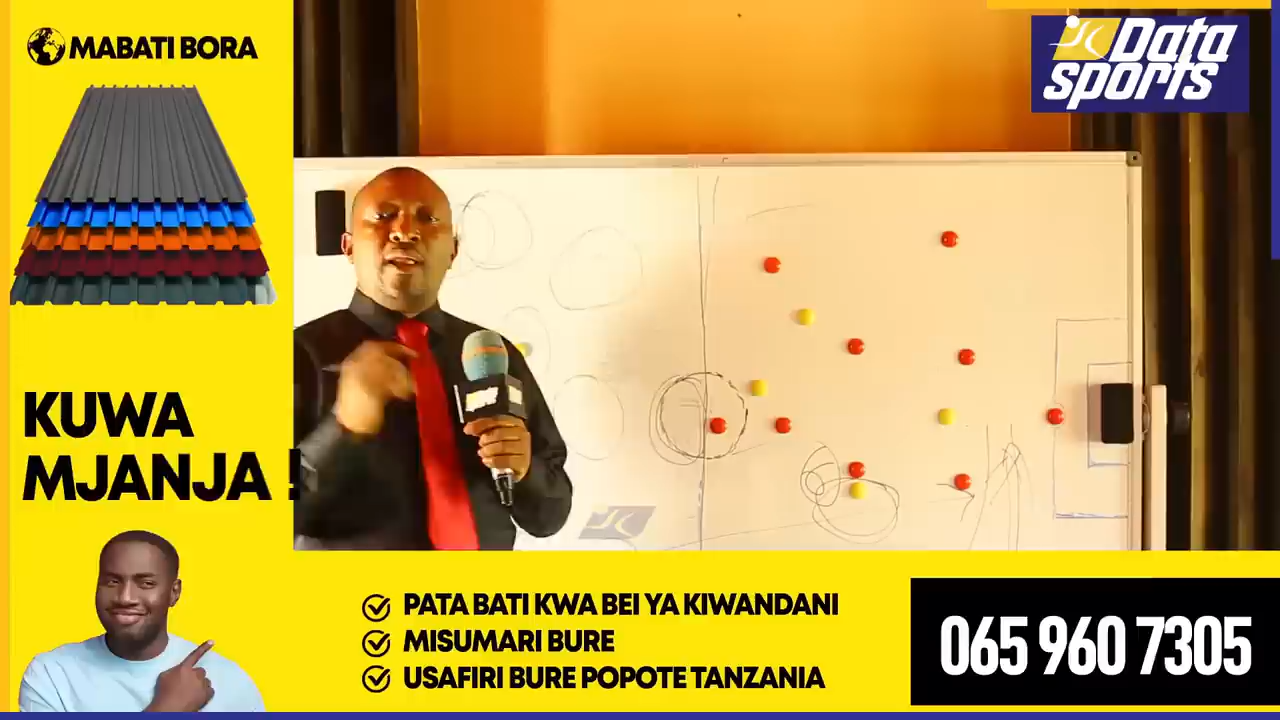 MABATI BORA
Data
sports
KUWA
MJANJA !
PATA BATI KWA BEI YA KIWANDANI
MISUMARI BURE
USAFIRI BURE POPOTE TANZANIA
065 960 7305